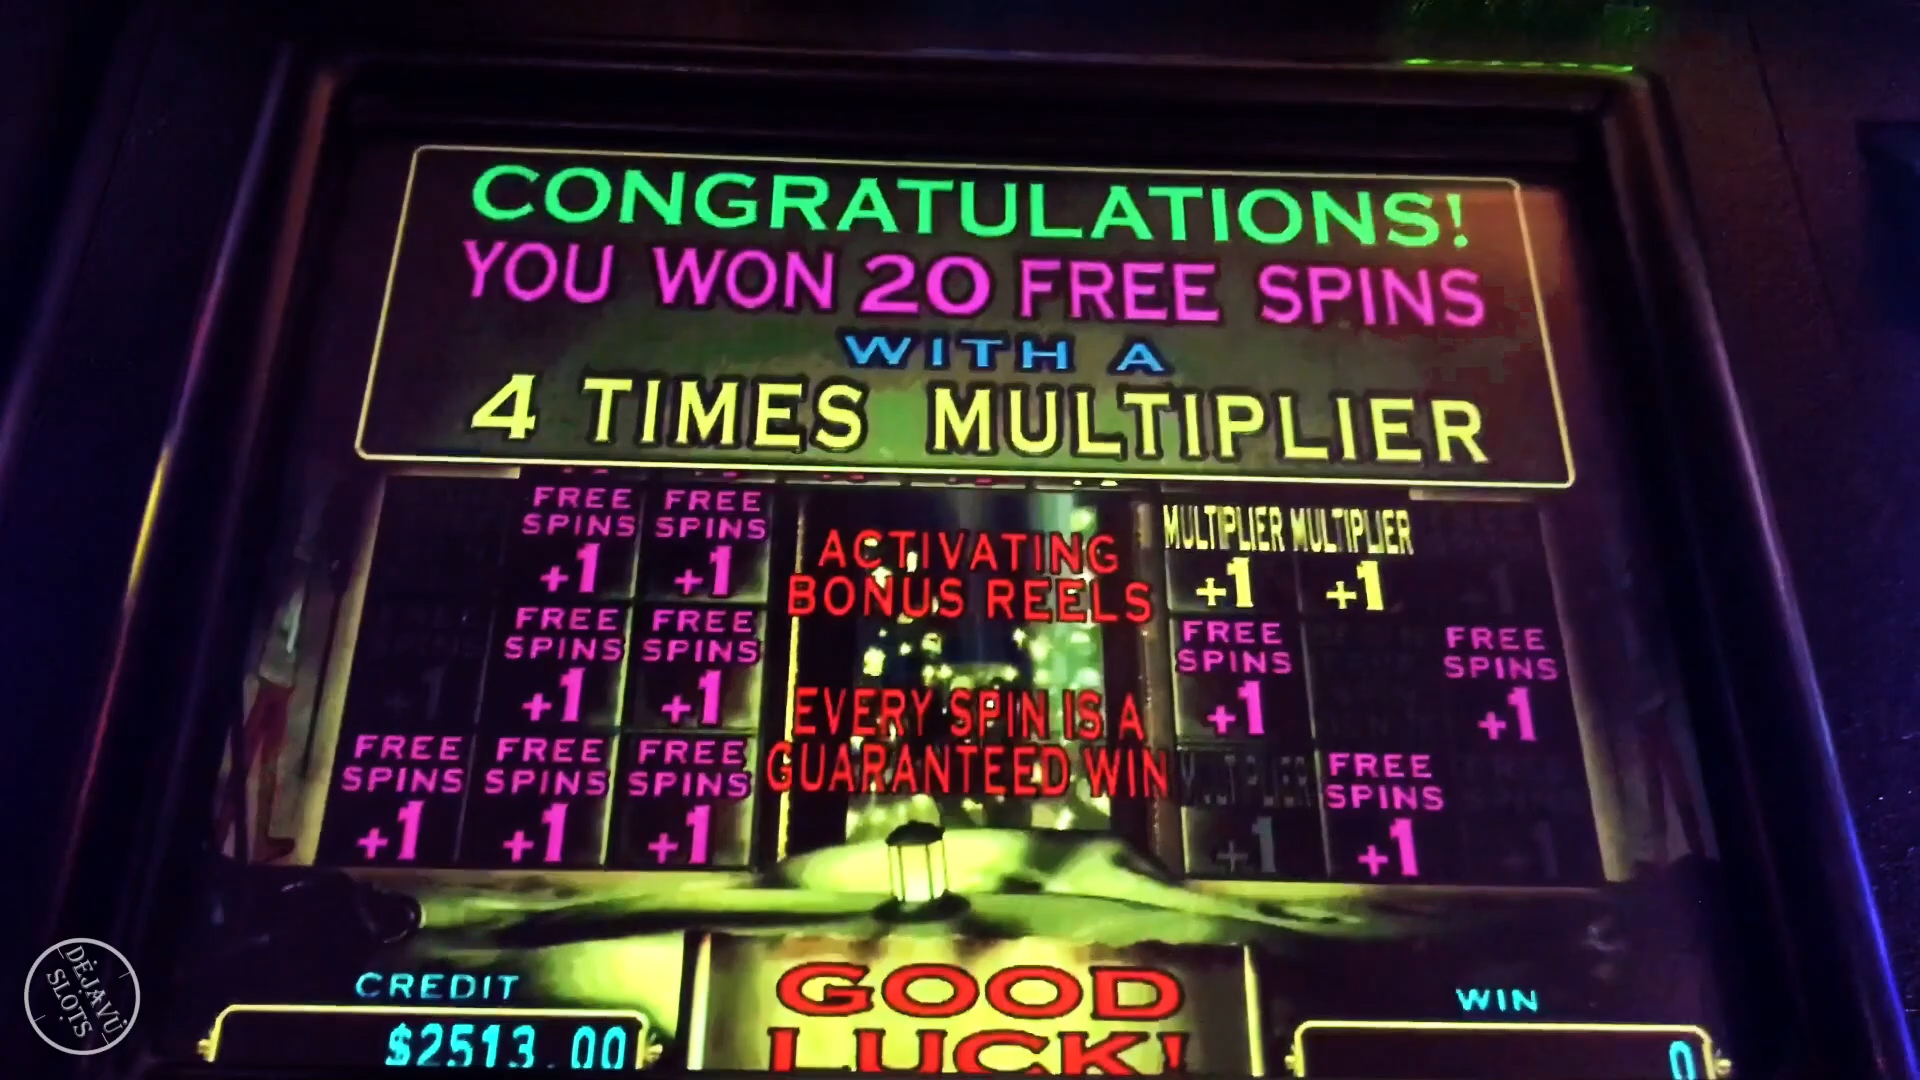 CONGRATULATIONS!
YOU WON 20 FREE SPINS
WITH A
4 TIMES MULTIPLIER
FREE SPINS +1
FREE SPINS +1
FREE SPINS +1
FREE SPINS +1
FREE SPINS +1
FREE SPINS +1
FREE SPINS +1
ACTIVATING
BONUS REELS
EVERY SPIN IS A
GUARANTEED WIN
MULTIPLIER +1
MULTIPLIER +1
FREE SPINS +1
FREE SPINS +1
MULTIPLIER +1
FREE SPINS +1
CREDIT
$2513.00
GOOD
LUCK!
WIN
0
DEJAVU
SLOTS